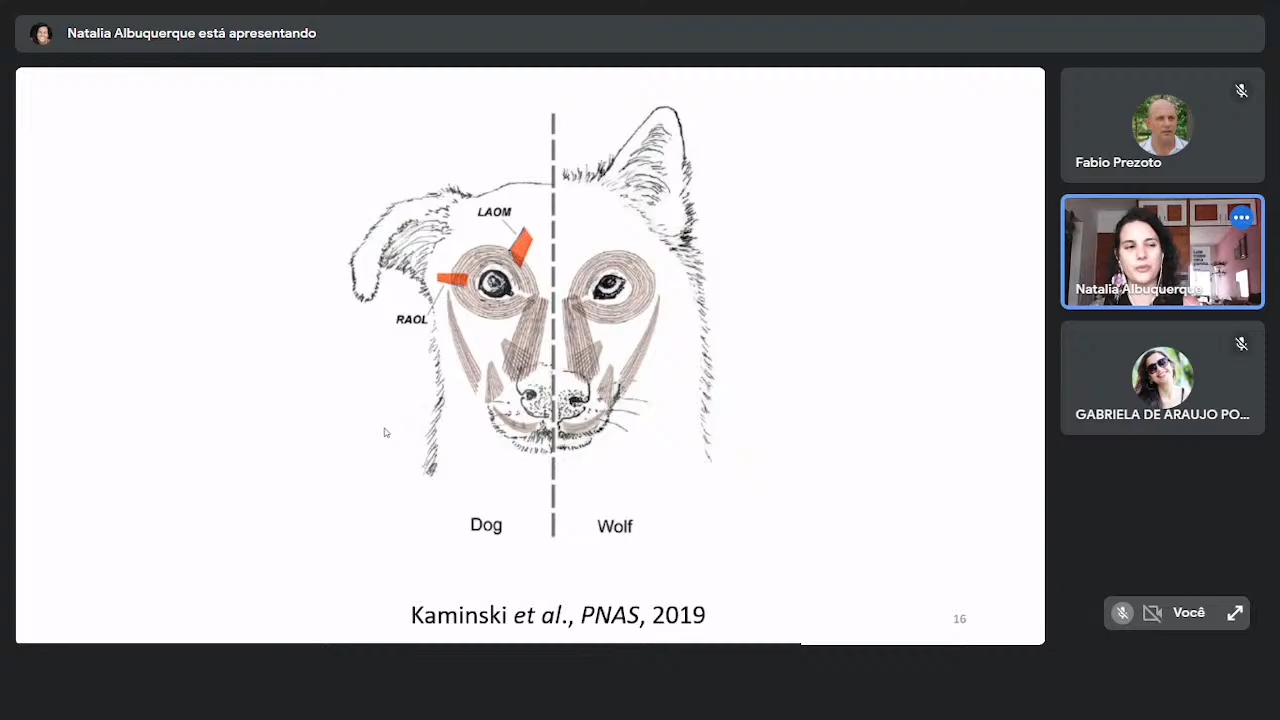 Natalia Albuquerque está apresentando
LAOM
RAOL
Dog
Wolf
Kaminski et al., PNAS, 2019
16
Fabio Prezoto
Natalia Albuquerque
GABRIELA DE ARAUJO PO...
Você